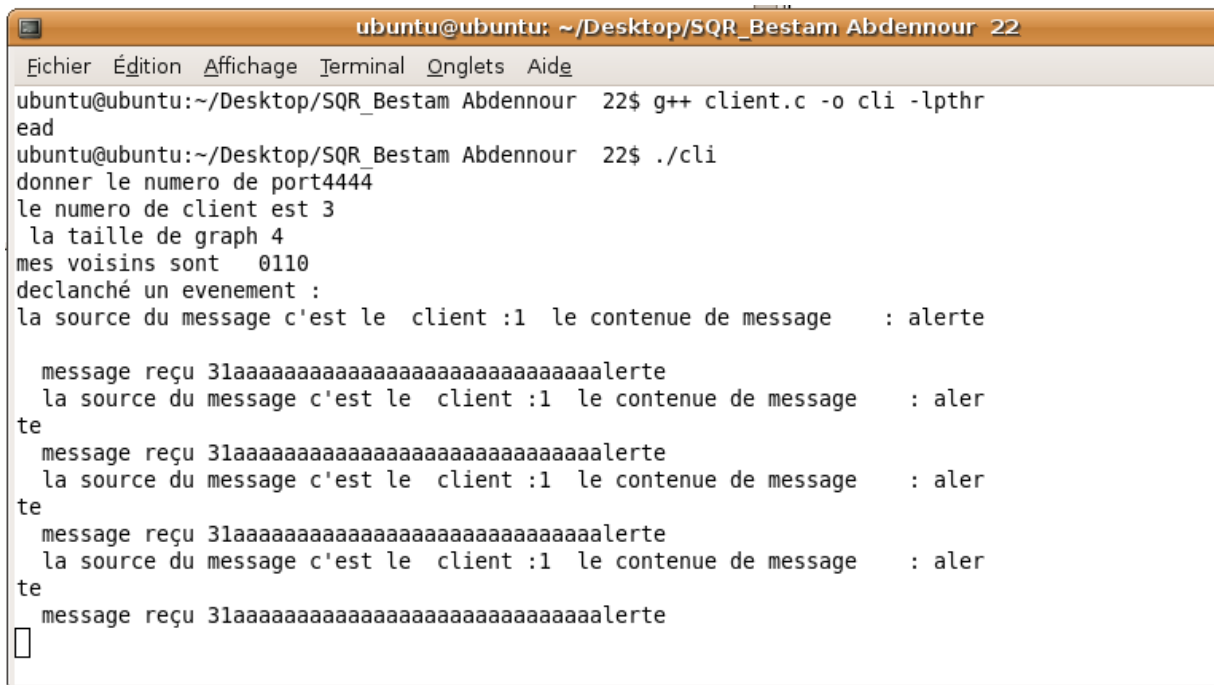 ubuntu@ubuntu: ~/Desktop/SQR_Bestam Abdennour  22
Fichier Édition Affichage Terminal Onglets Aide
ubuntu@ubuntu:~/Desktop/SQR_Bestam Abdennour  22$ g++ client.c -o cli -lpthr
ead
ubuntu@ubuntu:~/Desktop/SQR_Bestam Abdennour  22$ ./cli
donner le numero de port4444
le numero de client est 3
 la taille de graph 4
mes voisins sont   0110
declanché un evenement :
la source du message c'est le  client :1  le contenue de message    : alerte
  message reçu 31aaaaaaaaaaaaaaaaaaaaaaaaaaaaalerte
  la source du message c'est le  client :1  le contenue de message    : aler
te
  message reçu 31aaaaaaaaaaaaaaaaaaaaaaaaaaaaalerte
  la source du message c'est le  client :1  le contenue de message    : aler
te
  message reçu 31aaaaaaaaaaaaaaaaaaaaaaaaaaaaalerte
  la source du message c'est le  client :1  le contenue de message    : aler
te
  message reçu 31aaaaaaaaaaaaaaaaaaaaaaaaaaaaalerte